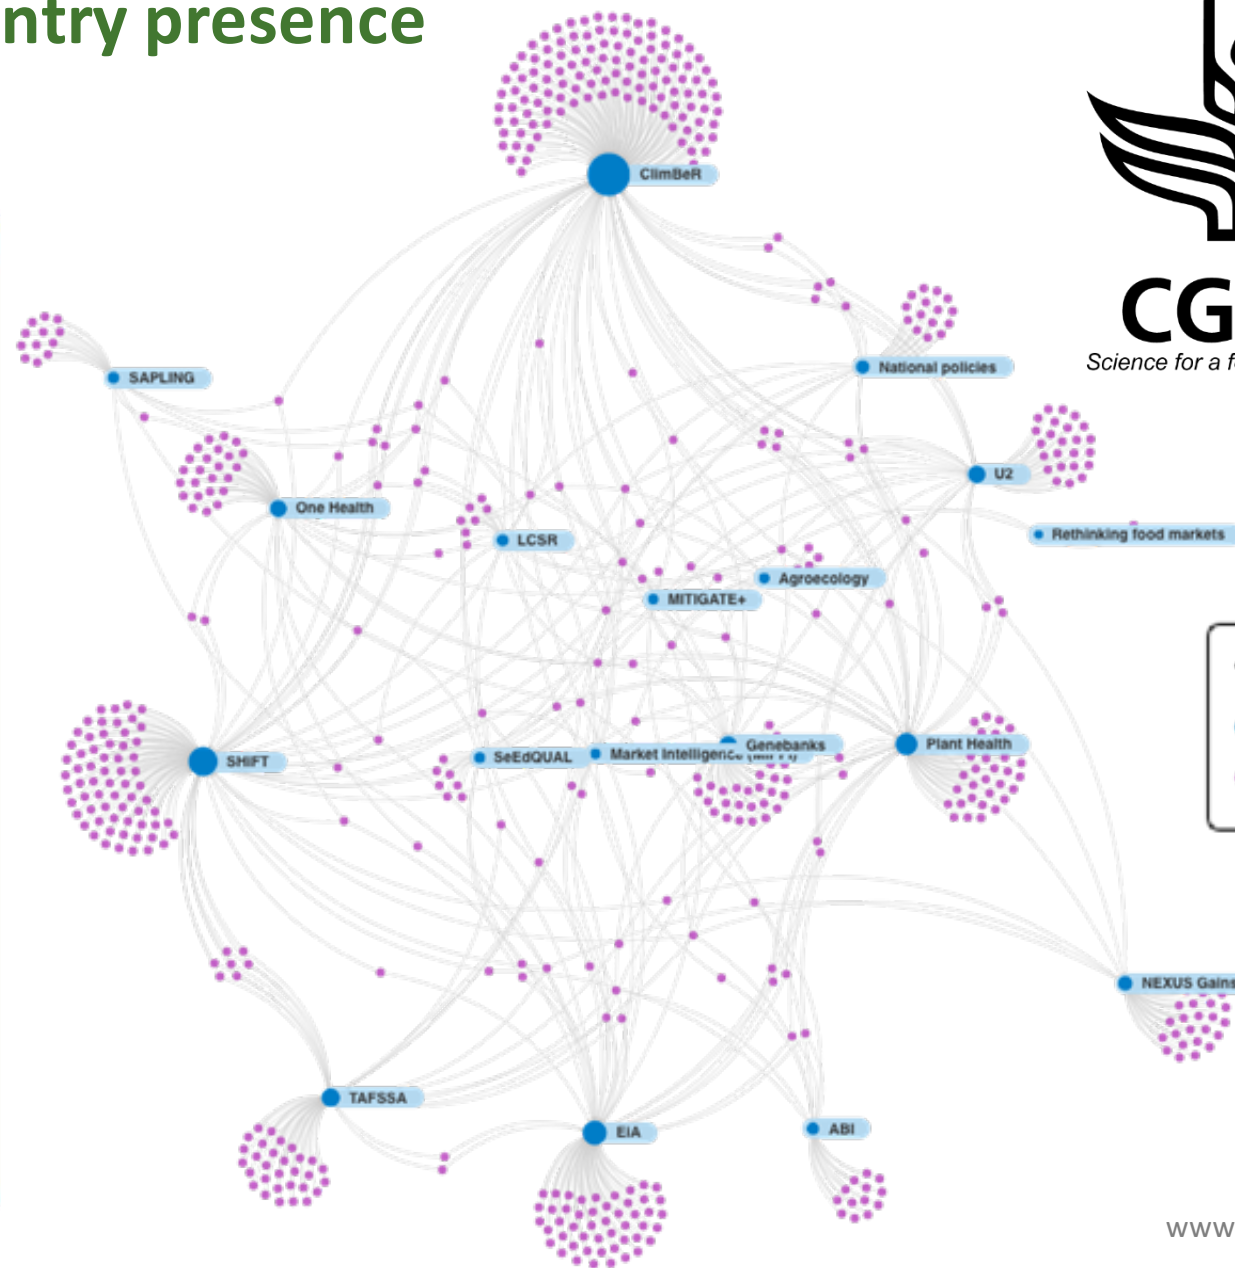 ntry presence
ClimBeR
CG
Science for a f
SAPLING
National policies
U2
One Health
LCSR
Rethinking food markets
Agroecology
MITIGATE+
SHiFT
SeEdQUAL
Market Intelligence
Genebanks
Plant Health
NEXUS Gains
TAFSSA
EiA
ABI
www